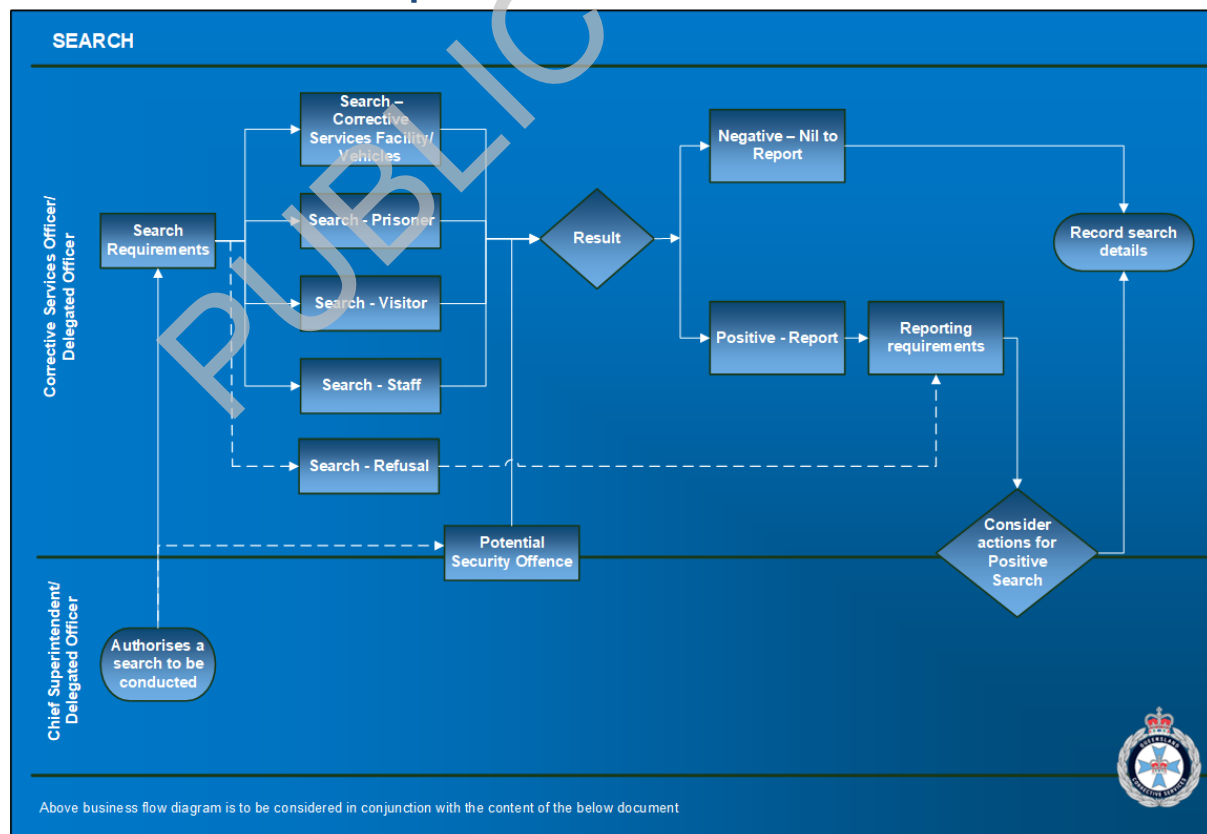 SEARCH
Corrective Services Officer/
Delegated Officer
Search
Requirements
Search –
Corrective
Services Facility/
Vehicles
Search - Prisoner
Search - Visitor
Search - Staff
Search - Refusal
Potential
Security Offence
Result
Negative – Nil to
Report
Positive - Report
Reporting
requirements
Record search
details
Consider
actions for
Positive
Search
Chief Superintendent/
Delegated Officer
Authorises a
search to be
conducted
QUEENSLAND
CORRECTIVE SERVICES
Above business flow diagram is to be considered in conjunction with the content of the below document
PUBLIC